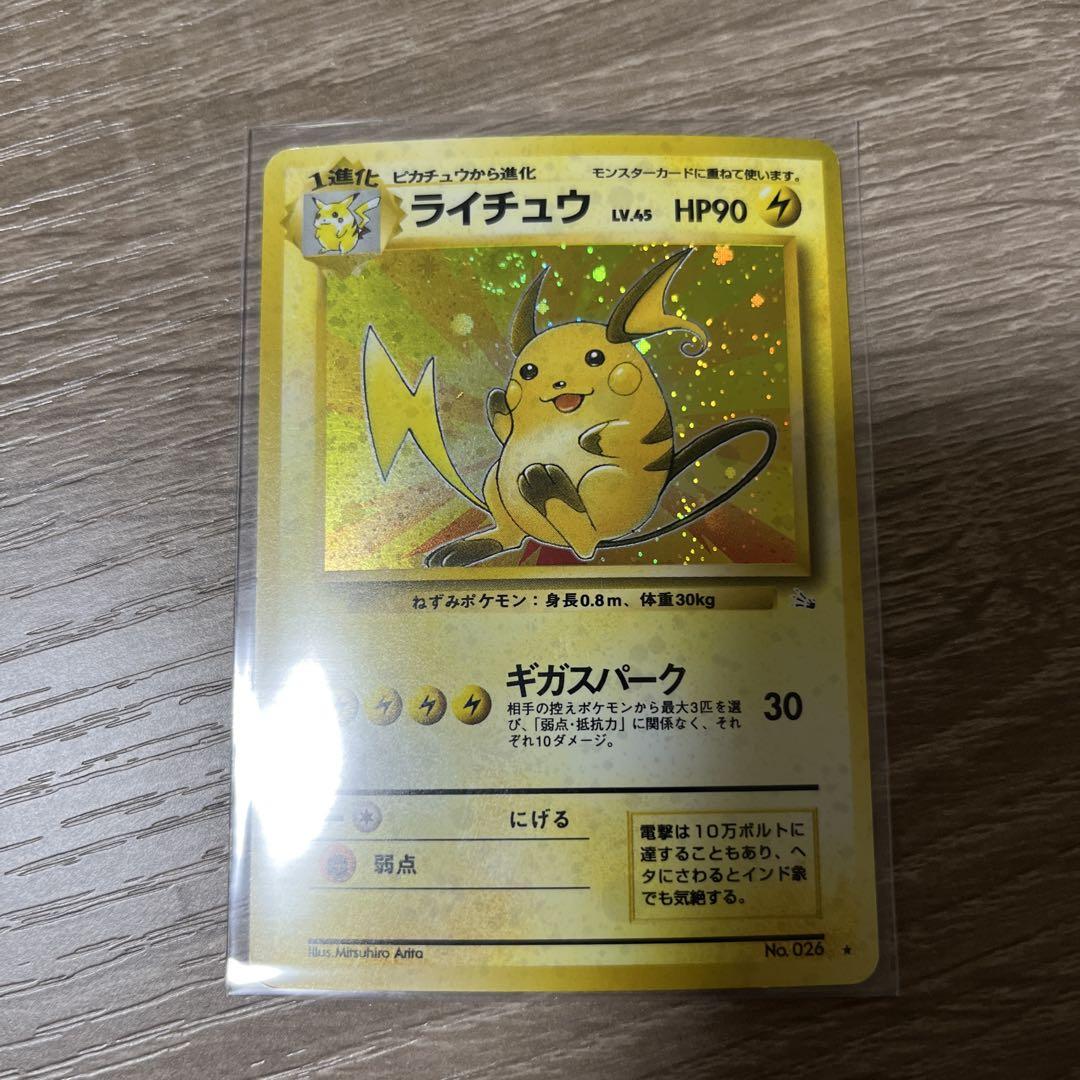 1進化
ピカチュウから進化
モンスターカードに重ねて使います。
ライチュウ LV.45 HP90
ねずみポケモン：身長0.8m、体重30kg
ギガスパーク 30
相手の控えポケモンから最大3匹を選
び、「弱点・抵抗力」に関係なく、それ
ぞれ10ダメージ。
にげる
弱点
電撃は10万ボルトに
達することもあり、ヘ
タにさわるとインド象
でも気絶する。
Illus. Mitsuhiro Arita
No. 026 ★